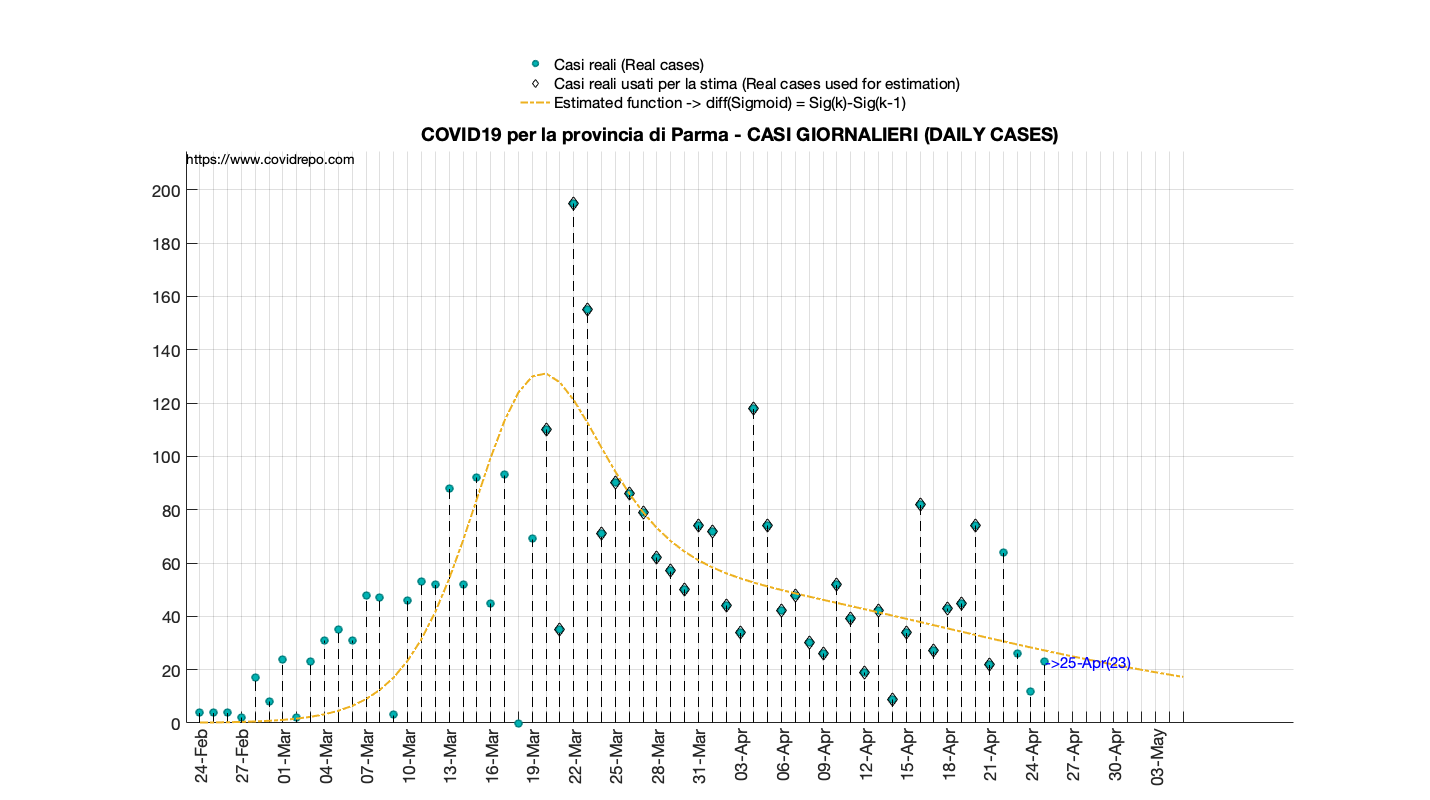 Casi reali (Real cases)
Casi reali usati per la stima (Real cases used for estimation)
Estimated function -> diff(Sigmoid) = Sig(k)-Sig(k-1)
COVID19 per la provincia di Parma - CASI GIORNALIERI (DAILY CASES)
https://www.covidrepo.com
200
180
160
140
120
100
80
60
40
20
0
->25-Apr(23)
24-Feb
27-Feb
01-Mar
04-Mar
07-Mar
10-Mar
13-Mar
16-Mar
19-Mar
22-Mar
25-Mar
28-Mar
31-Mar
03-Apr
06-Apr
09-Apr
12-Apr
15-Apr
18-Apr
21-Apr
24-Apr
27-Apr
30-Apr
03-May